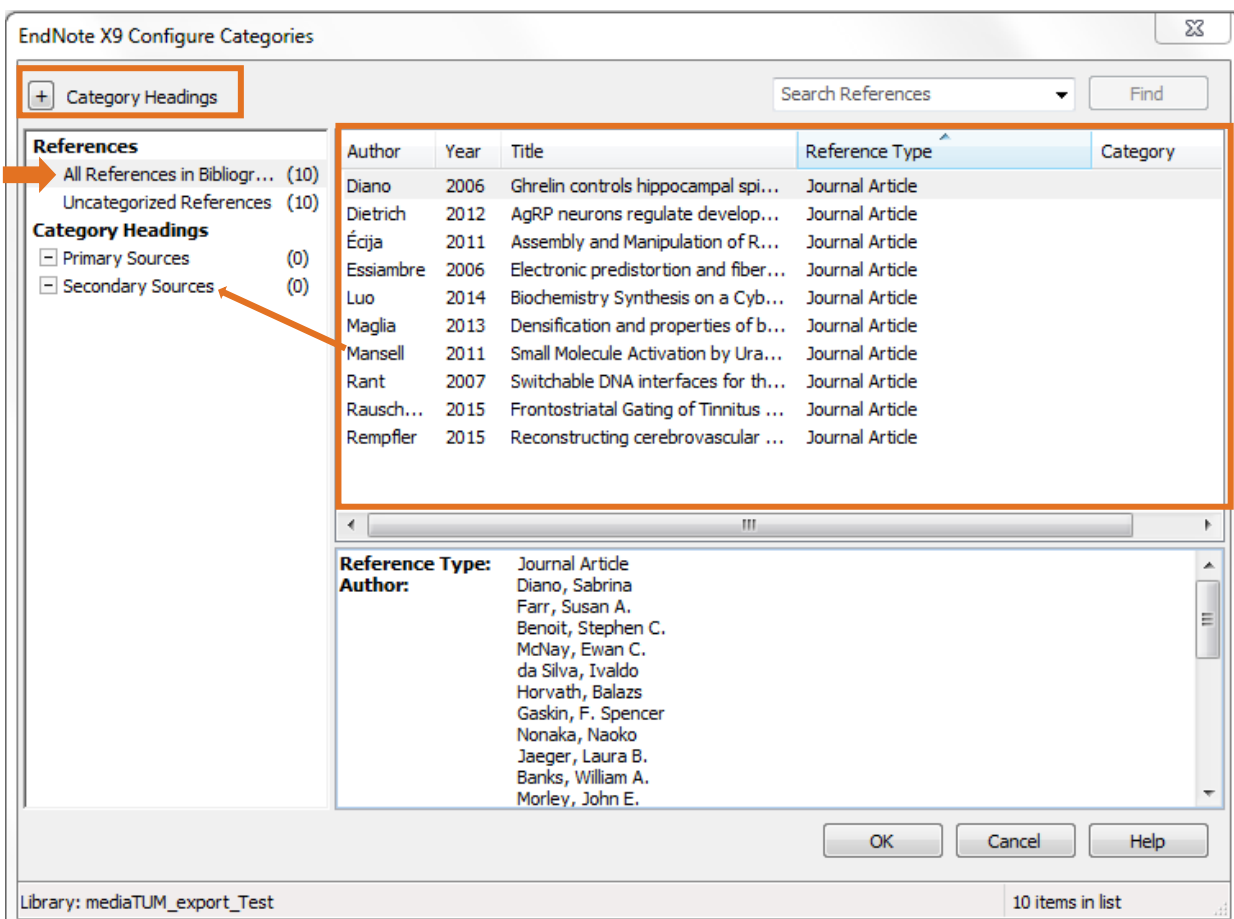 EndNote X9 Configure Categories
+ Category Headings
Search References
Find
References
All References in Bibliogr... (10)
Uncategorized References (10)
Category Headings
Primary Sources (0)
Secondary Sources (0)
Author Year Title Reference Type Category
Diano 2006 Ghrelin controls hippocampal spi... Journal Article
Dietrich 2012 AgRP neurons regulate develop... Journal Article
Écija 2011 Assembly and Manipulation of R... Journal Article
Essiambre 2006 Electronic predistortion and fiber... Journal Article
Luo 2014 Biochemistry Synthesis on a Cyb... Journal Article
Maglia 2013 Densification and properties of b... Journal Article
Mansell 2011 Small Molecule Activation by Ura... Journal Article
Rant 2007 Switchable DNA interfaces for th... Journal Article
Rausch... 2015 Frontostriatal Gating of Tinnitus ... Journal Article
Rempfler 2015 Reconstructing cerebrovascular ... Journal Article
Reference Type: Journal Article
Author: Diano, Sabrina
Farr, Susan A.
Benoit, Stephen C.
McNay, Ewan C.
da Silva, Ivaldo
Horvath, Balazs
Gaskin, F. Spencer
Nonaka, Naoko
Jaeger, Laura B.
Banks, William A.
Morley, John E.
OK Cancel Help
Library: mediaTUM_export_Test
10 items in list